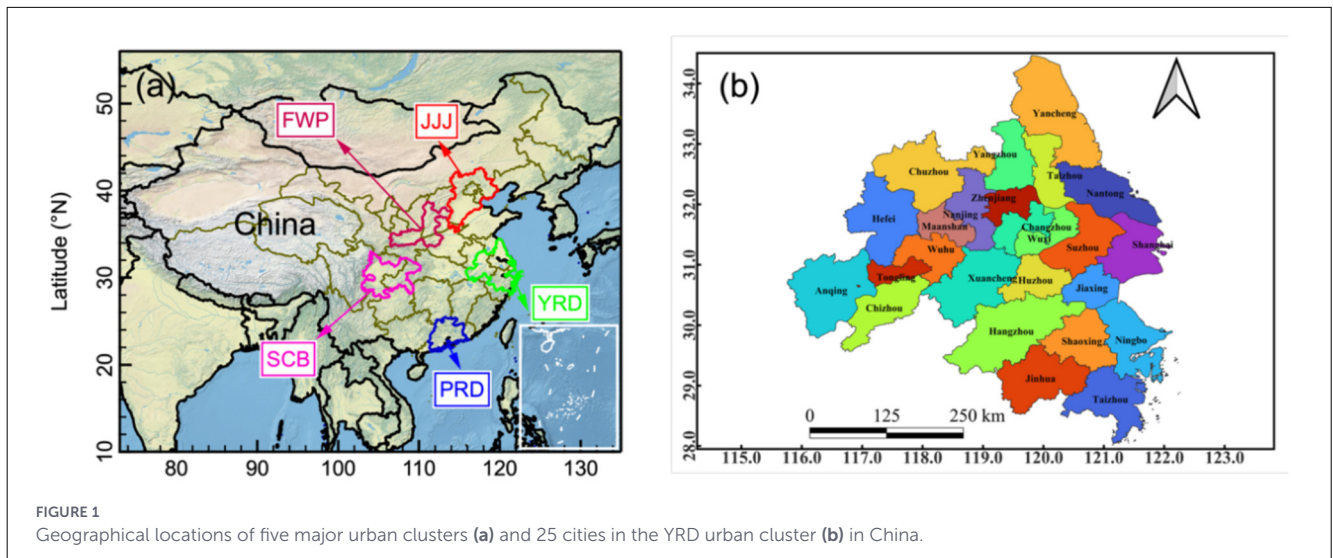 (a)
FWP
JJJ
China
YRD
SCB
PRD
Latitude (°N)
50
40
30
20
10
80
90
100
110
120
130
(b)
34.0
33.0
32.0
31.0
30.0
29.0
28.0
Yancheng
Yangzhou
Chuzhou
Taizhou
Nantong
Zhenjiang
Hefei
Nanjing
Maanshan
Changzhou
Wuxi
Shanghai
Wuhu
Suzhou
Tongling
Xuancheng
Huzhou
Anqing
Jiaxing
Chizhou
Hangzhou
Shaoxing
Ningbo
Jinhua
Taizhou
0 125 250 km
115.0 116.0 117.0 118.0 119.0 120.0 121.0 122.0 123.0
FIGURE 1
Geographical locations of five major urban clusters (a) and 25 cities in the YRD urban cluster (b) in China.